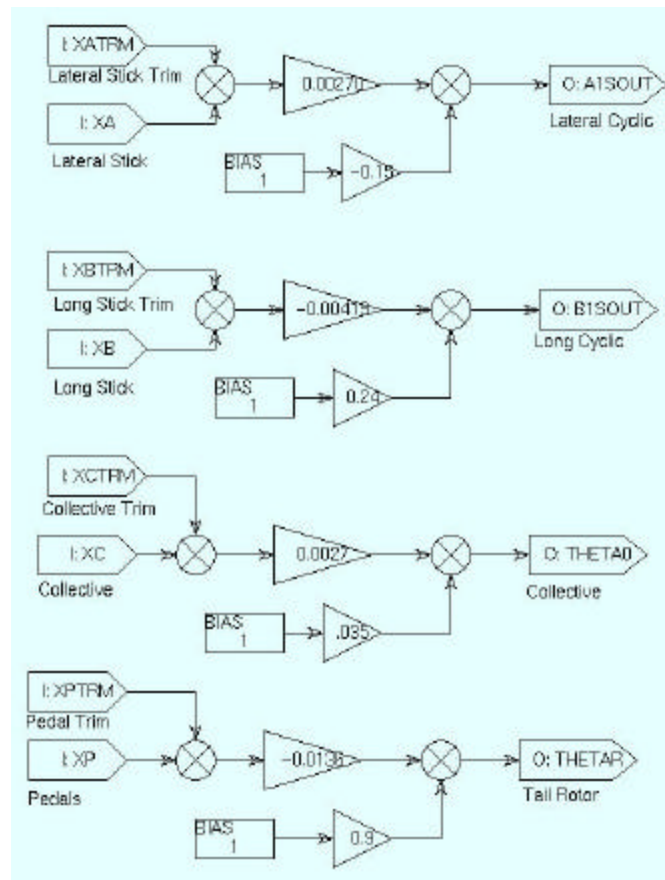 I: XATRM
Lateral Stick Trim
0.00270
O: A1SOUT
I: XA
Lateral Cyclic
Lateral Stick
BIAS
1
-0.15
I: XBTRM
Long Stick Trim
-0.00413
O: B1SOUT
I: XB
Long Cyclic
Long Stick
BIAS
1
0.24
I: XCTRM
Collective Trim
I: XC
0.0027
O: THETA0
Collective
Collective
BIAS
1
.035
I: XPTRM
Pedal Trim
I: XP
-0.0136
O: THETAR
Pedals
Tail Rotor
BIAS
1
0.9